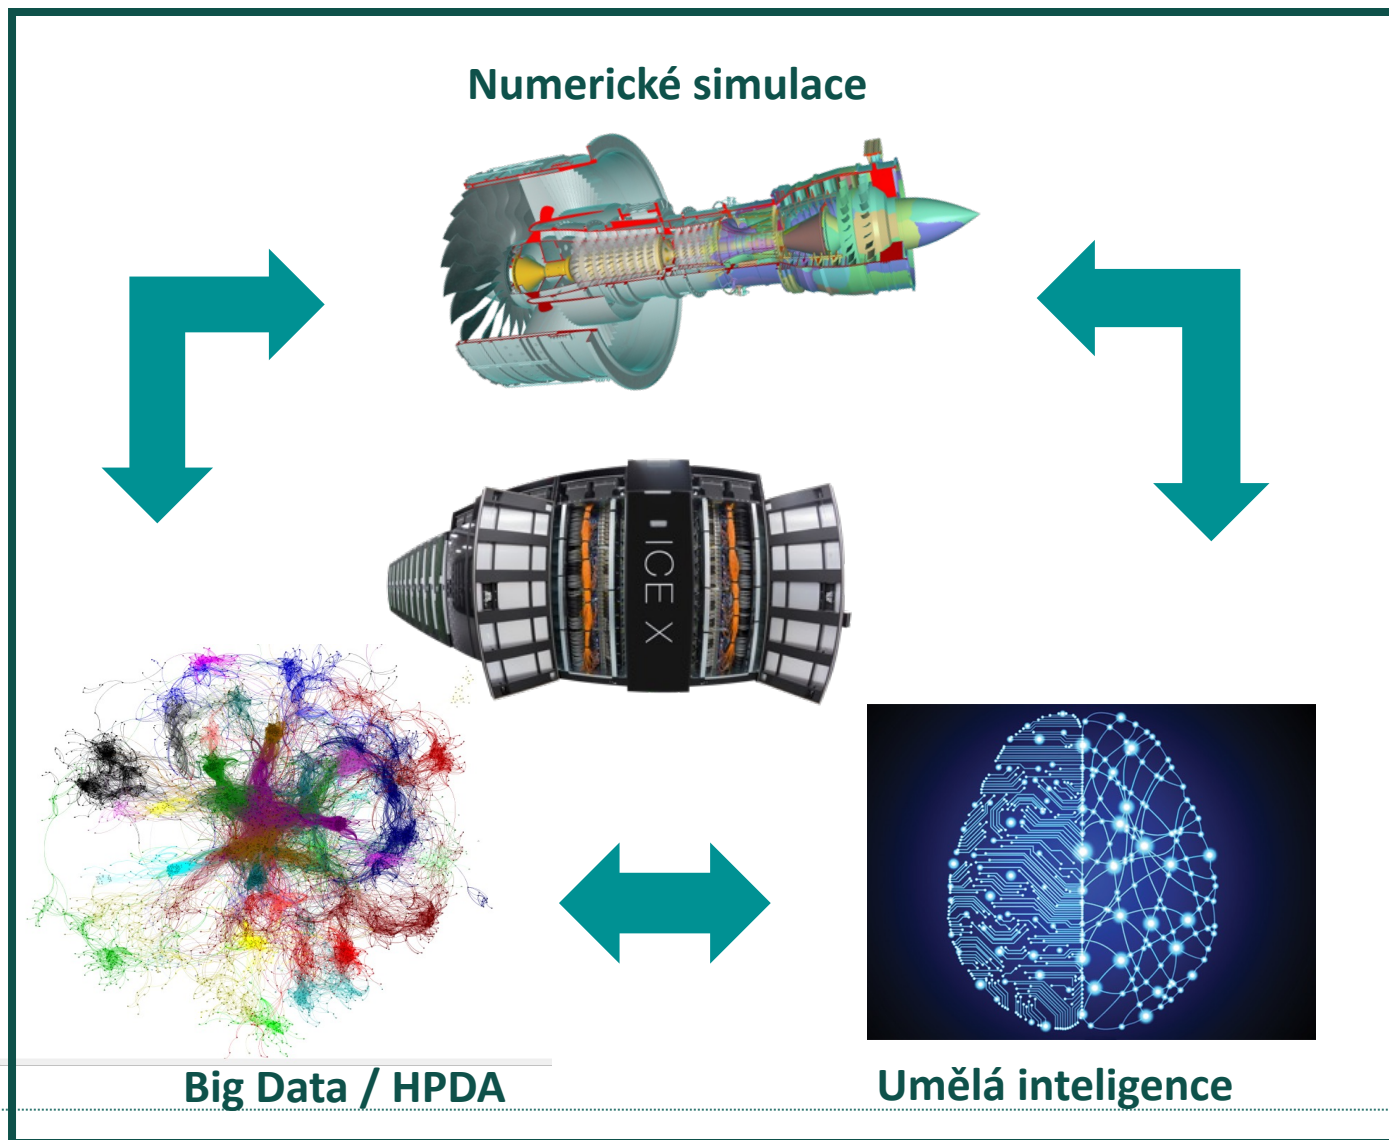 Numerické simulace
ICE X
Big Data / HPDA
Umělá inteligence